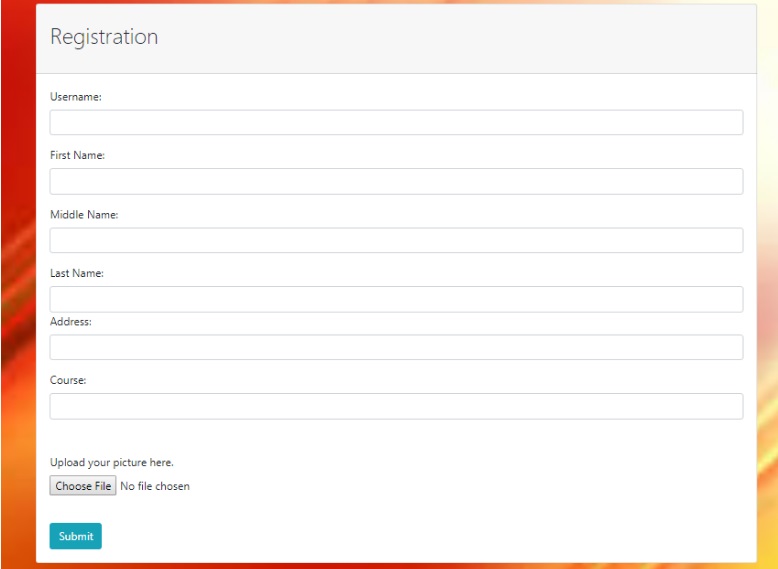 Registration
Username:
First Name:
Middle Name:
Last Name:
Address:
Course:
Upload your picture here.
Choose File No file chosen
Submit